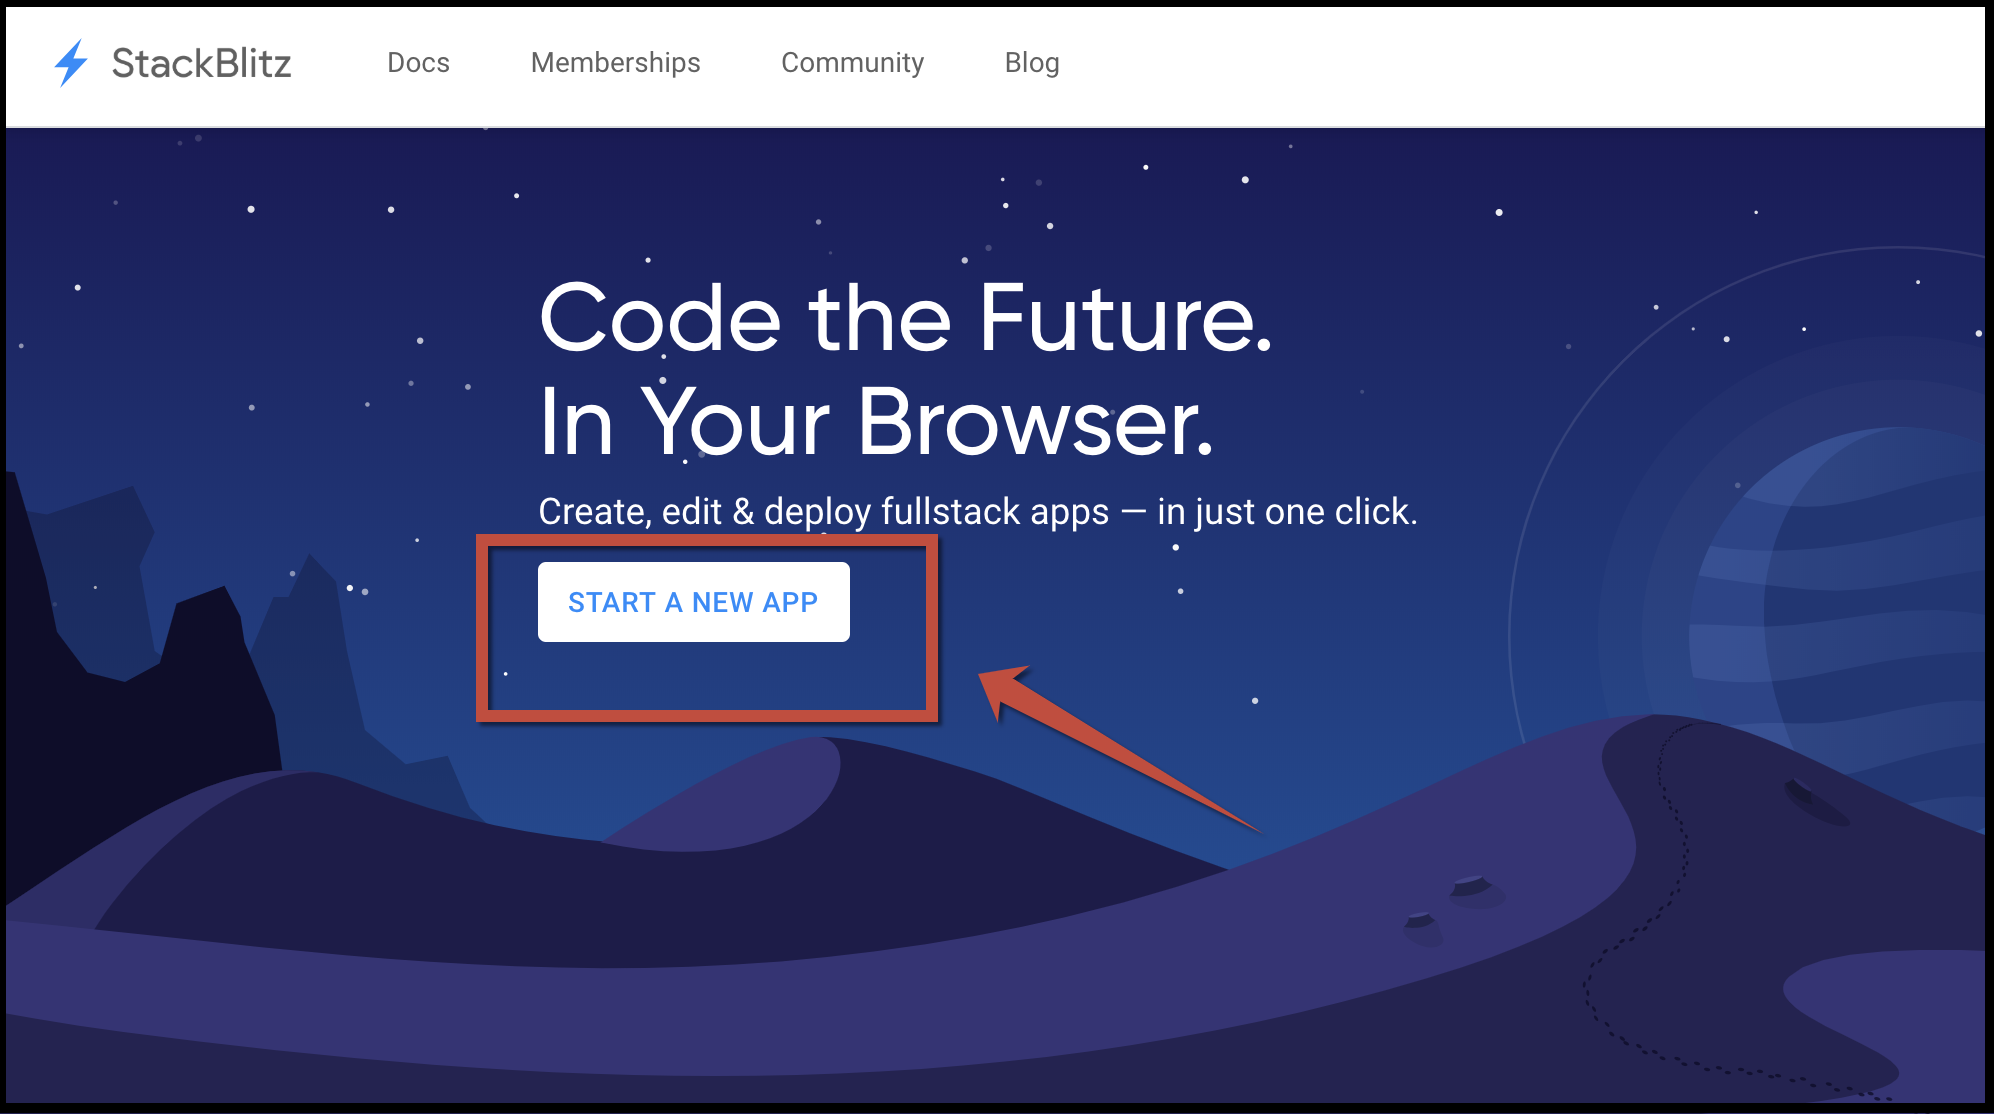 StackBlitz Docs Memberships Community Blog
Code the Future.
In Your Browser.
Create, edit & deploy fullstack apps — in just one click.
START A NEW APP